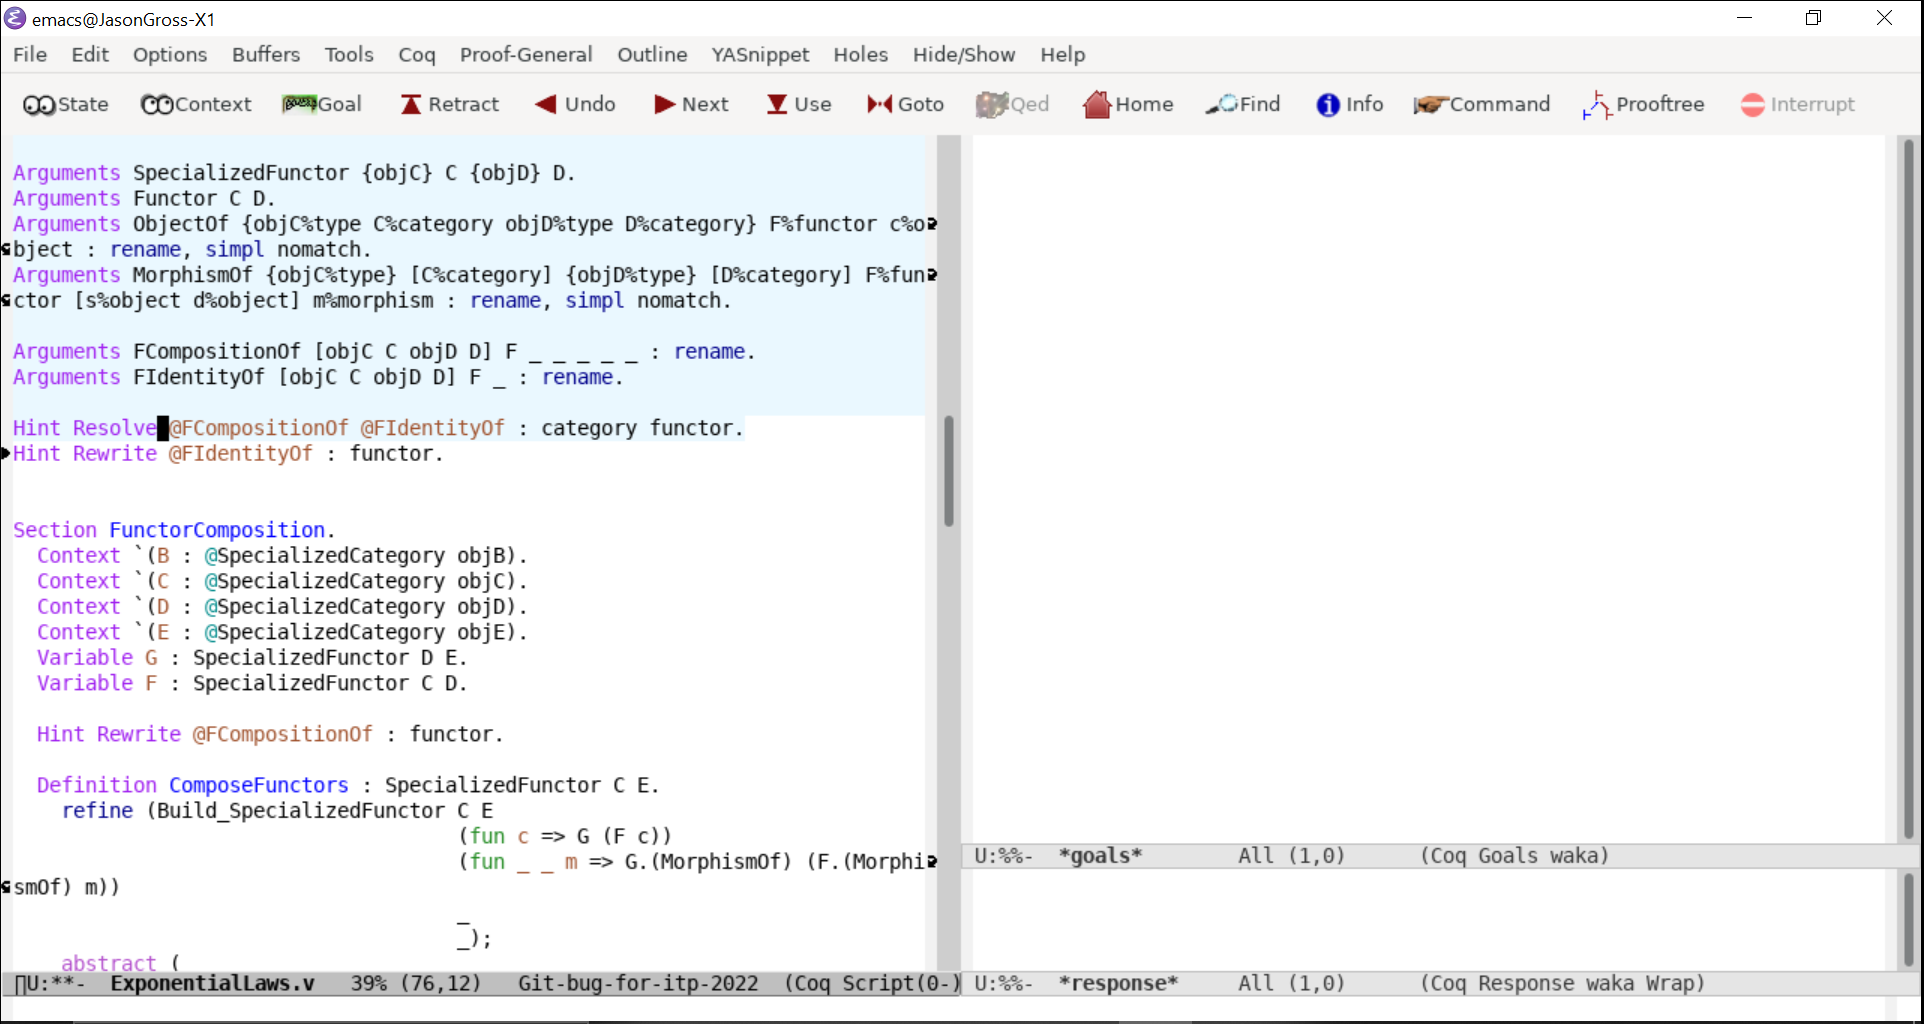 emacs@JasonGross-X1
File Edit Options Buffers Tools Coq Proof-General Outline YASnippet Holes Hide/Show Help
State Context Goal Retract Undo Next Use Goto Qed Home Find Info Command Prooftree Interrupt
Arguments SpecializedFunctor {objC} C {objD} D.
Arguments Functor C D.
Arguments ObjectOf {objC%type C%category objD%type D%category} F%functor c%o
bject : rename, simpl nomatch.
Arguments MorphismOf {objC%type} [C%category] {objD%type} [D%category] F%fun
ctor [s%object d%object] m%morphism : rename, simpl nomatch.
Arguments FCompositionOf [objC C objD D] F _ _ _ _ _ : rename.
Arguments FIdentityOf [objC C objD D] F _ : rename.
Hint Resolve @FCompositionOf @FIdentityOf : category functor.
Hint Rewrite @FIdentityOf : functor.
Section FunctorComposition.
Context `(B : @SpecializedCategory objB).
Context `(C : @SpecializedCategory objC).
Context `(D : @SpecializedCategory objD).
Context `(E : @SpecializedCategory objE).
Variable G : SpecializedFunctor D E.
Variable F : SpecializedFunctor C D.
Hint Rewrite @FCompositionOf : functor.
Definition ComposeFunctors : SpecializedFunctor C E.
refine (Build_SpecializedFunctor C E
(fun c => G (F c))
(fun _ _ m => G.(MorphismOf) (F.(Morphi
smOf) m))
_
_);
abstract (
U:**- ExponentialLaws.v 39% (76,12) Git-bug-for-itp-2022 (Coq Script(0-)
U:%%- *goals* All (1,0) (Coq Goals waka)
U:%%- *response* All (1,0) (Coq Response waka Wrap)